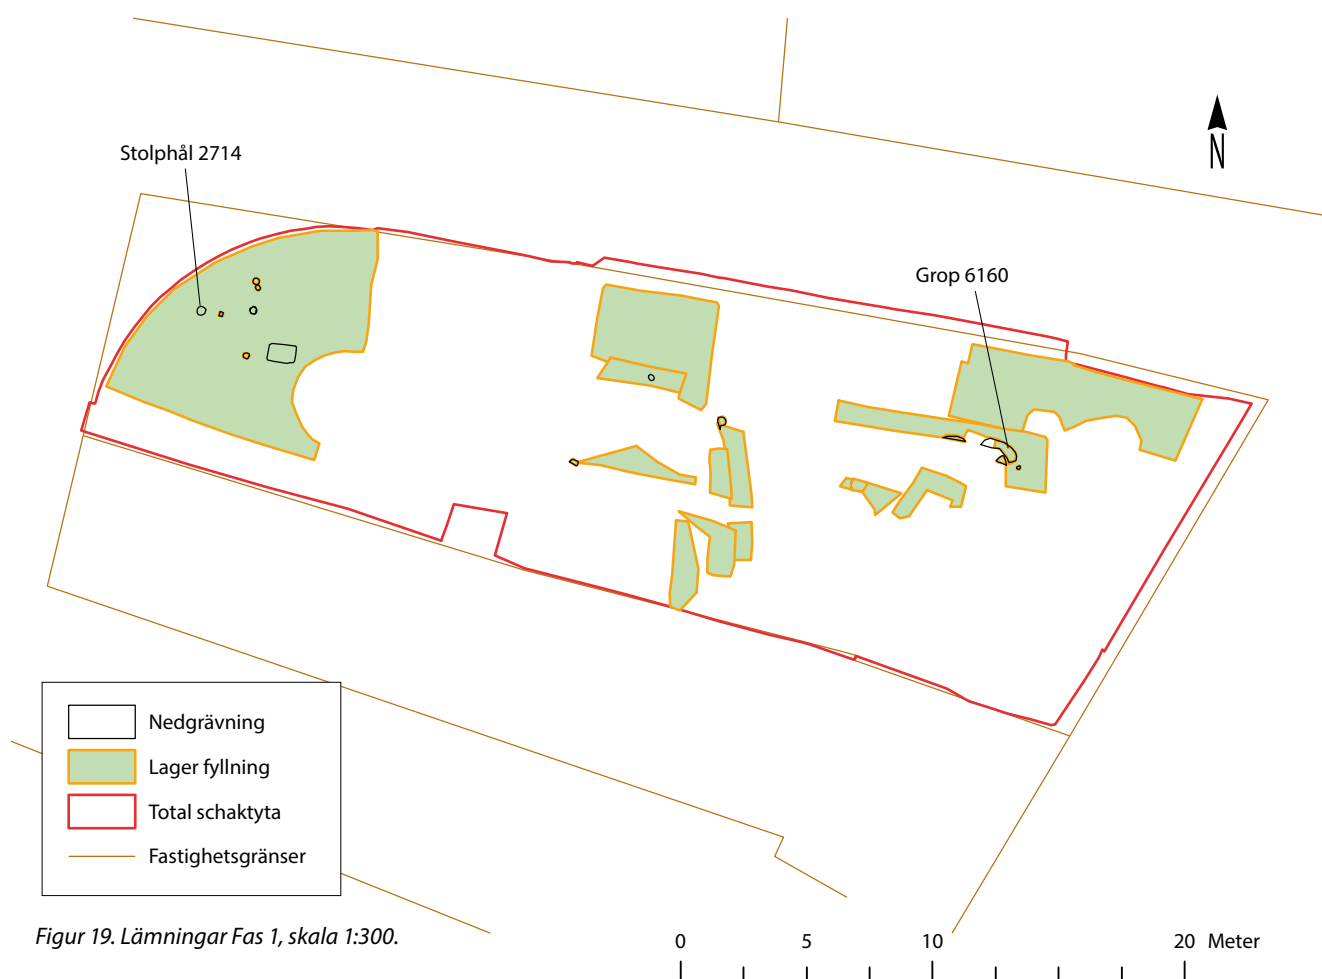 N
Stolphål 2714
Grop 6160
Nedgrävning
Lager fyllning
Total schaktyta
Fastighetsgränser
Figur 19. Lämningar Fas 1, skala 1:300.
0 5 10 20 Meter